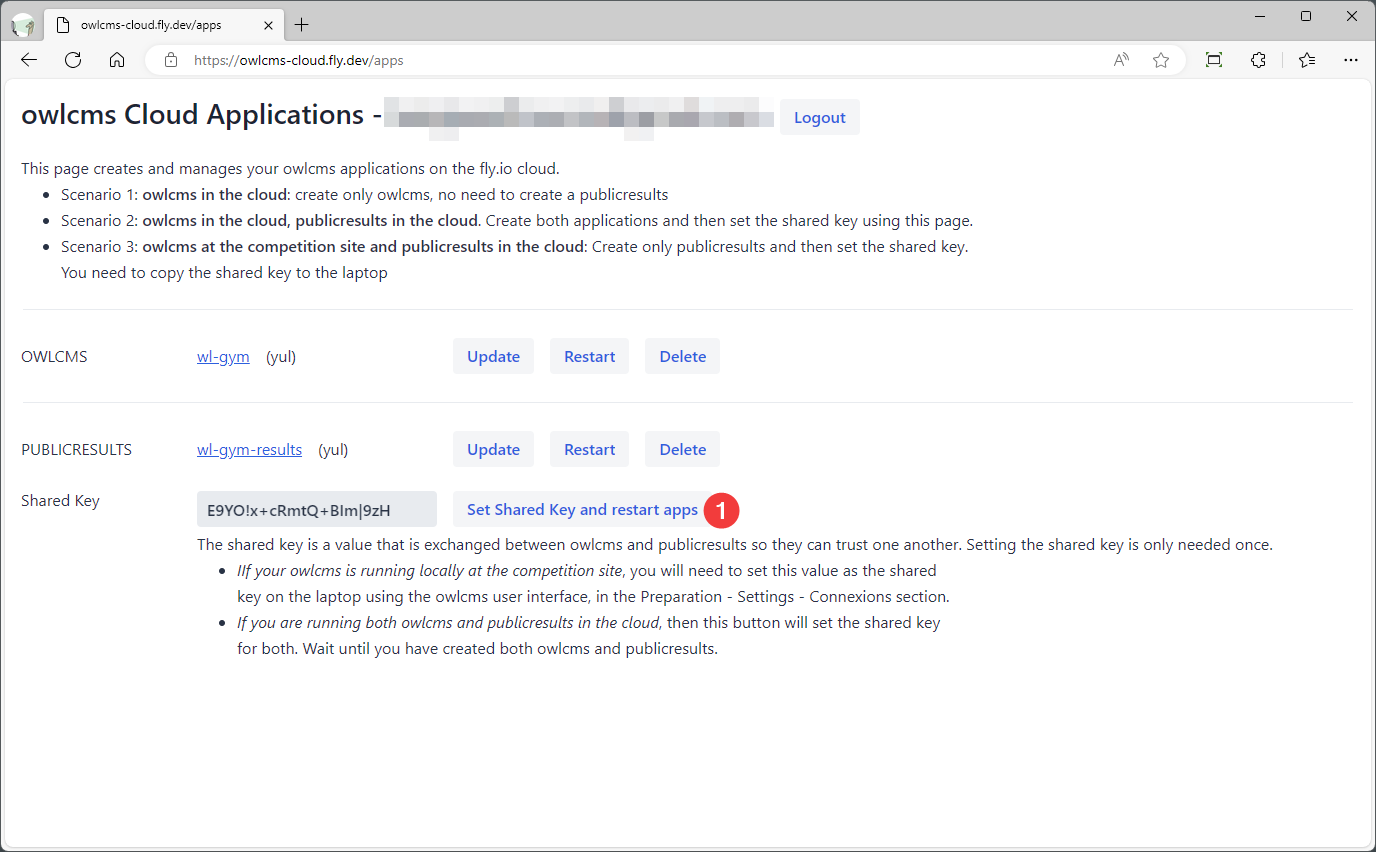 owlcms-cloud.fly.dev/apps
https://owlcms-cloud.fly.dev/apps
owlcms Cloud Applications - Logout
This page creates and manages your owlcms applications on the fly.io cloud.
• Scenario 1: owlcms in the cloud: create only owlcms, no need to create a publicresults
• Scenario 2: owlcms in the cloud, publicresults in the cloud. Create both applications and then set the shared key using this page.
• Scenario 3: owlcms at the competition site and publicresults in the cloud: Create only publicresults and then set the shared key.
You need to copy the shared key to the laptop
OWLCMS wl-gym (yul) Update Restart Delete
PUBLICRESULTS wl-gym-results (yul) Update Restart Delete
Shared Key E9YO!x+cRmtQ+BIm|9zH Set Shared Key and restart apps 1
The shared key is a value that is exchanged between owlcms and publicresults so they can trust one another. Setting the shared key is only needed once.
• IIf your owlcms is running locally at the competition site, you will need to set this value as the shared
key on the laptop using the owlcms user interface, in the Preparation - Settings - Connexions section.
• If you are running both owlcms and publicresults in the cloud, then this button will set the shared key
for both. Wait until you have created both owlcms and publicresults.